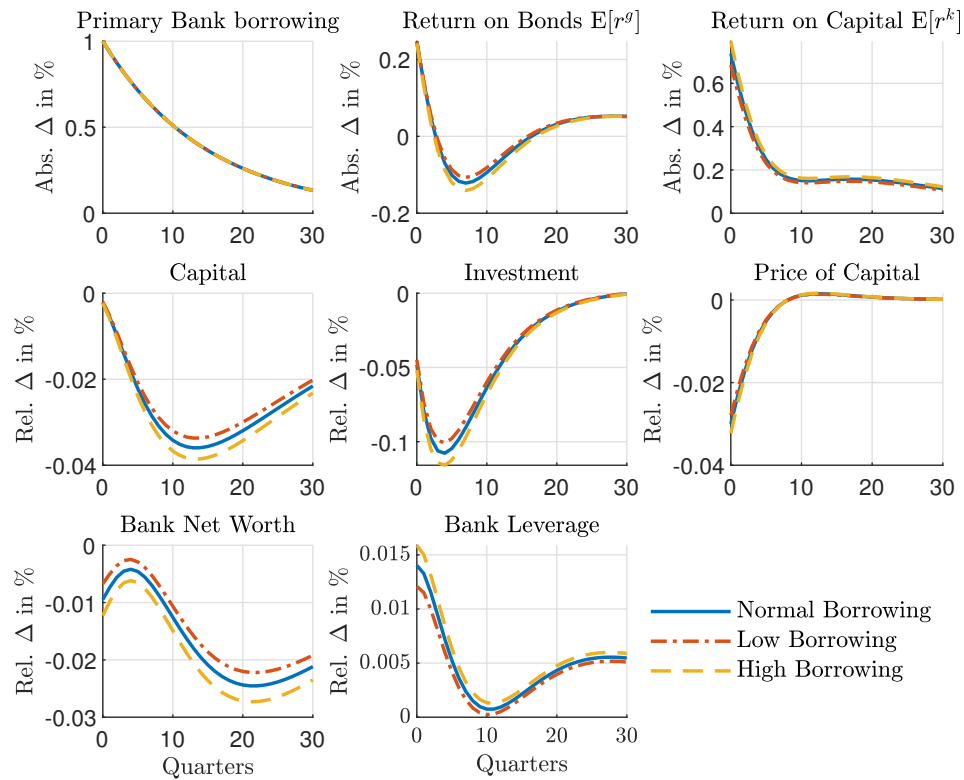 Primary Bank borrowing
Abs. Δ in %
1
0.5
0
0 10 20 30
Return on Bonds E[r^g]
Abs. Δ in %
0.2
0
-0.2
0 10 20 30
Return on Capital E[r^k]
Abs. Δ in %
0.6
0.4
0.2
0
0 10 20 30
Capital
Rel. Δ in %
0
-0.02
-0.04
0 10 20 30
Investment
Rel. Δ in %
0
-0.05
-0.1
0 10 20 30
Price of Capital
Rel. Δ in %
0
-0.02
-0.04
0 10 20 30
Bank Net Worth
Rel. Δ in %
0
-0.01
-0.02
-0.03
0 10 20 30
Quarters
Bank Leverage
Rel. Δ in %
0.015
0.01
0.005
0
0 10 20 30
Quarters
Normal Borrowing
Low Borrowing
High Borrowing